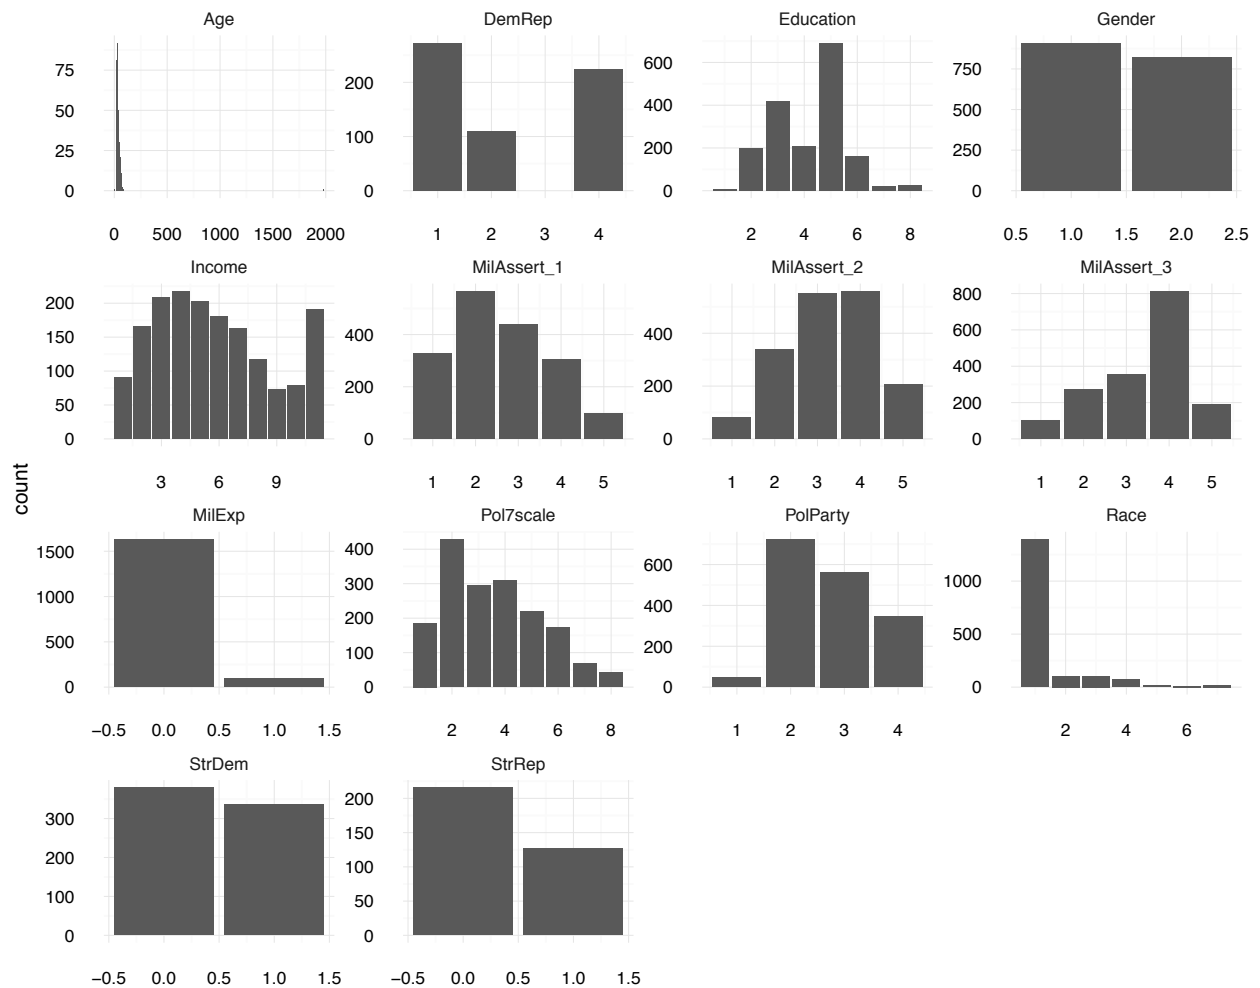 Age DemRep Education Gender
75 50 25 0
200 100 0
600 400 200 0
750 500 250 0
0 500 1000 1500 2000
1 2 3 4
2 4 6 8
0.5 1.0 1.5 2.0 2.5
Income MilAssert_1 MilAssert_2 MilAssert_3
200 150 100 50 0
400 200 0
400 200 0
800 600 400 200 0
3 6 9
1 2 3 4 5
1 2 3 4 5
1 2 3 4 5
count
MilExp Pol7scale PolParty Race
1500 1000 500 0
400 300 200 100 0
600 400 200 0
1000 500 0
−0.5 0.0 0.5 1.0 1.5
2 4 6 8
1 2 3 4
2 4 6
StrDem StrRep
300 200 100 0
200 150 100 50 0
−0.5 0.0 0.5 1.0 1.5
−0.5 0.0 0.5 1.0 1.5